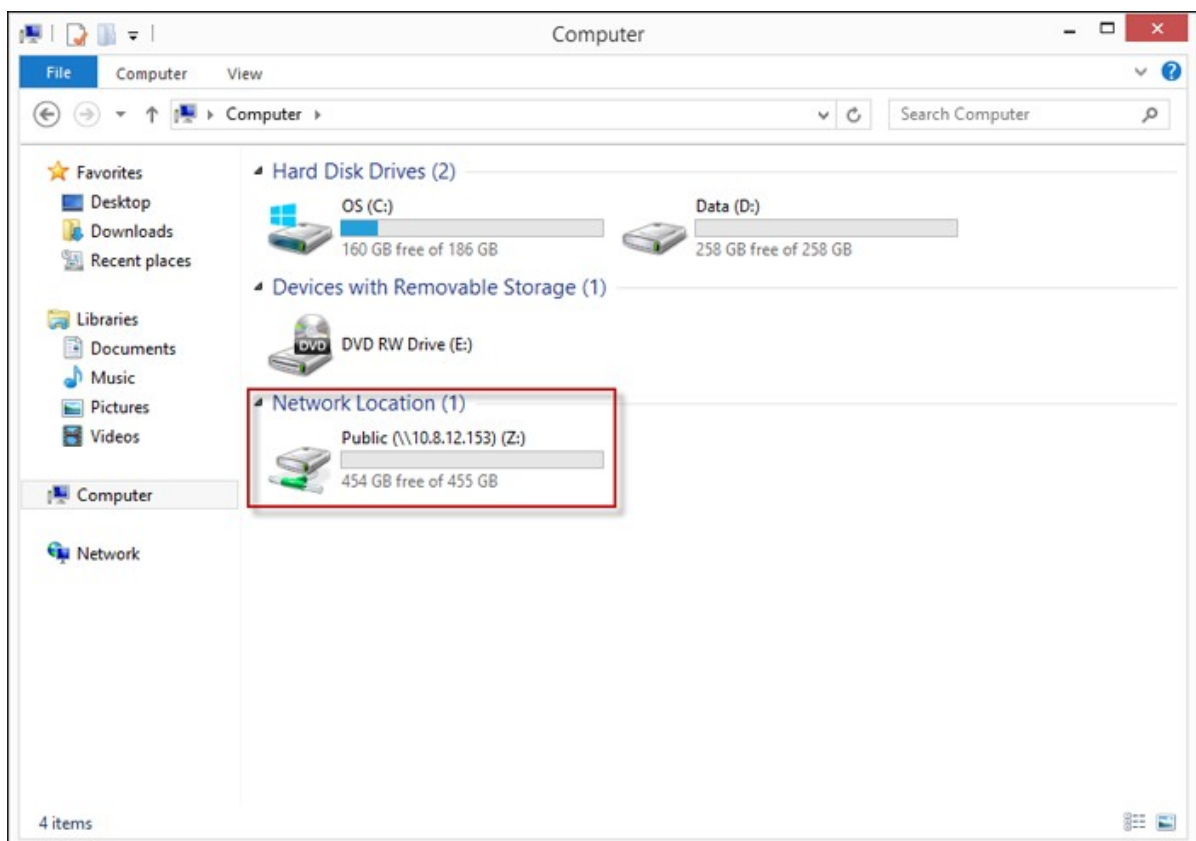 Computer
File Computer View
Computer Search Computer
Favorites
Desktop
Downloads
Recent places
Libraries
Documents
Music
Pictures
Videos
Computer
Network
Hard Disk Drives (2)
OS (C:)
160 GB free of 186 GB
Data (D:)
258 GB free of 258 GB
Devices with Removable Storage (1)
DVD
DVD RW Drive (E:)
Network Location (1)
Public (\\10.8.12.153) (Z:)
454 GB free of 455 GB
4 items